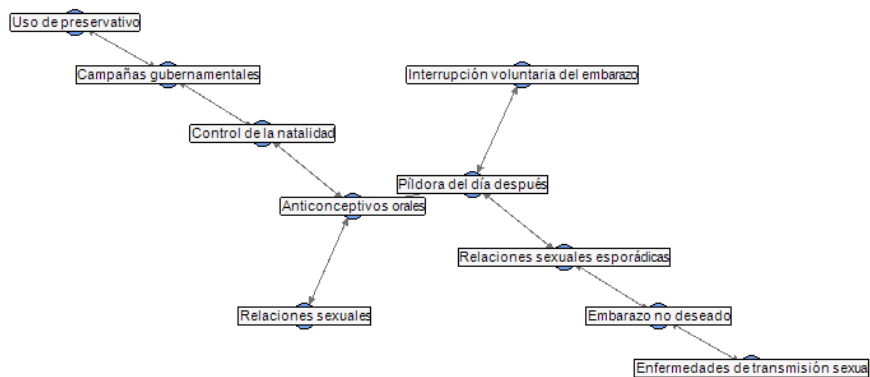 Uso de preservativo
Campañas gubernamentales
Interrupción voluntaria del embarazo
Control de la natalidad
Píldora del día después
Anticonceptivos orales
Relaciones sexuales esporádicas
Relaciones sexuales
Embarazo no deseado
Enfermedades de transmisión sexua